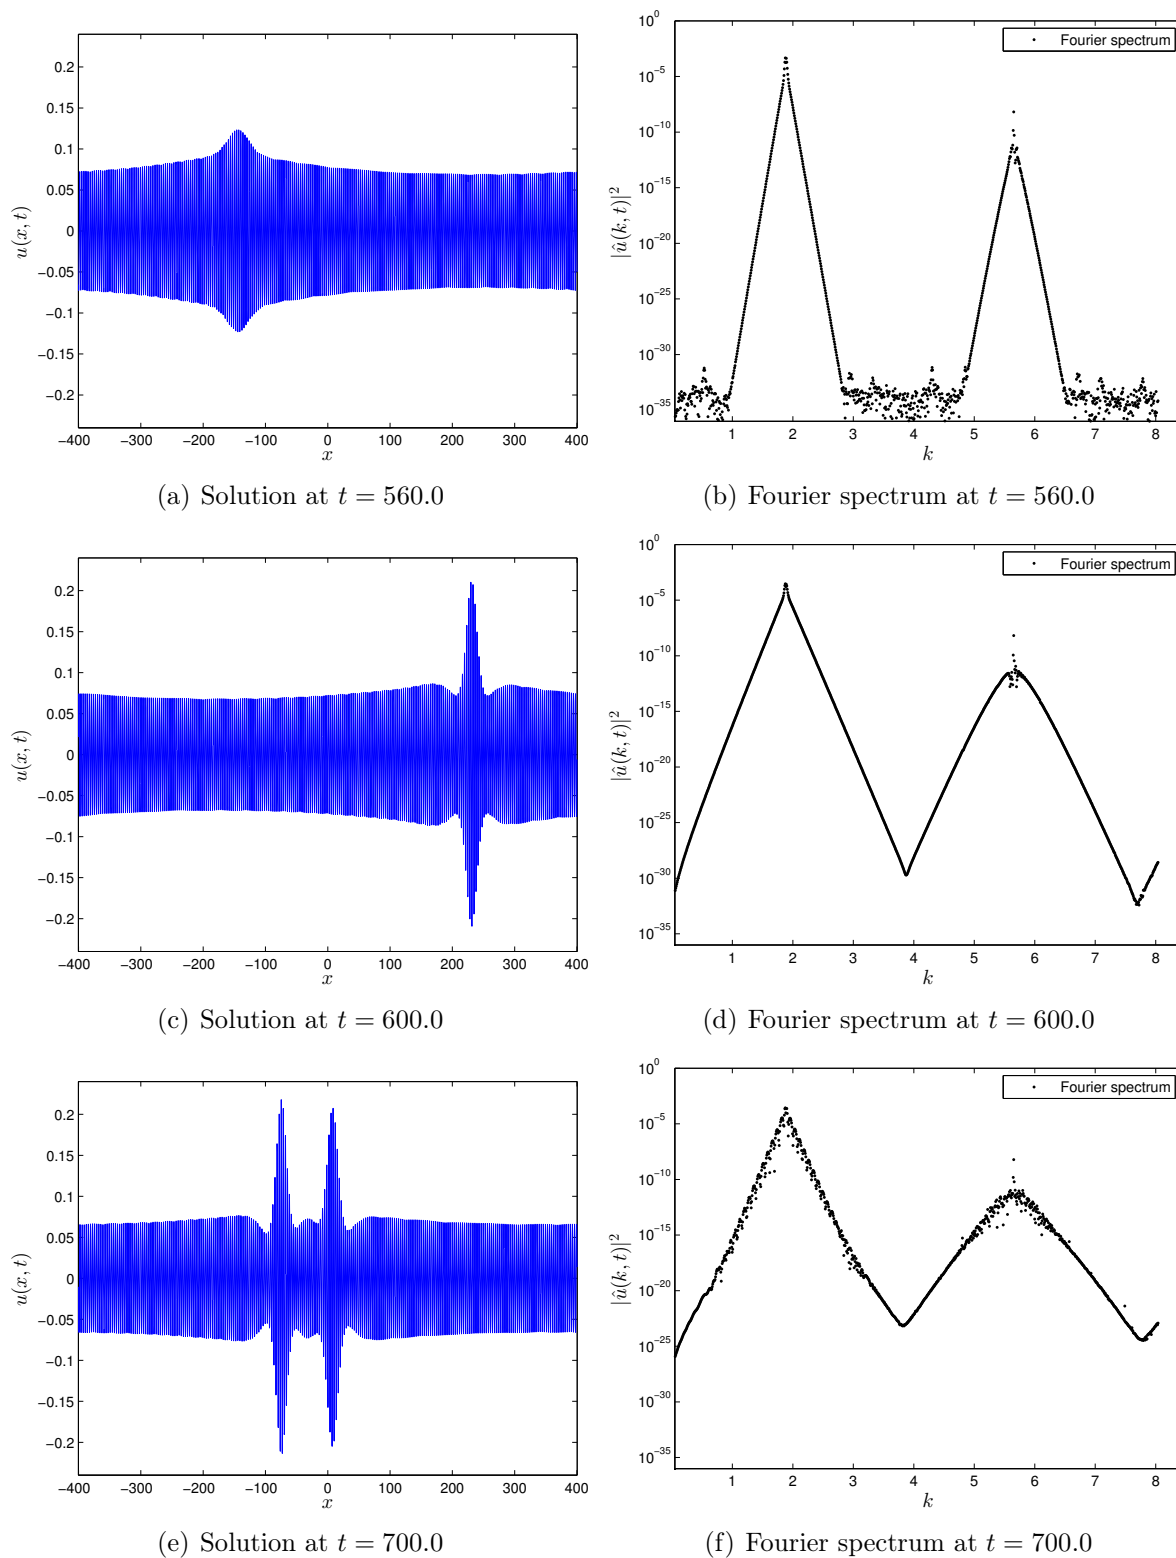 0.2
0.15
0.1
0.05
0
−0.05
−0.1
−0.15
−0.2
u(x, t)
−400 −300 −200 −100 0 100 200 300 400
x
(a) Solution at t = 560.0
10^0
10^−5
10^−10
10^−15
10^−20
10^−25
10^−30
10^−35
|û(k, t)|^2
Fourier spectrum
1 2 3 4 5 6 7 8
k
(b) Fourier spectrum at t = 560.0
0.2
0.15
0.1
0.05
0
−0.05
−0.1
−0.15
−0.2
u(x, t)
−400 −300 −200 −100 0 100 200 300 400
x
(c) Solution at t = 600.0
10^0
10^−5
10^−10
10^−15
10^−20
10^−25
10^−30
10^−35
|û(k, t)|^2
Fourier spectrum
1 2 3 4 5 6 7 8
k
(d) Fourier spectrum at t = 600.0
0.2
0.15
0.1
0.05
0
−0.05
−0.1
−0.15
−0.2
u(x, t)
−400 −300 −200 −100 0 100 200 300 400
x
(e) Solution at t = 700.0
10^0
10^−5
10^−10
10^−15
10^−20
10^−25
10^−30
10^−35
|û(k, t)|^2
Fourier spectrum
1 2 3 4 5 6 7 8
k
(f) Fourier spectrum at t = 700.0